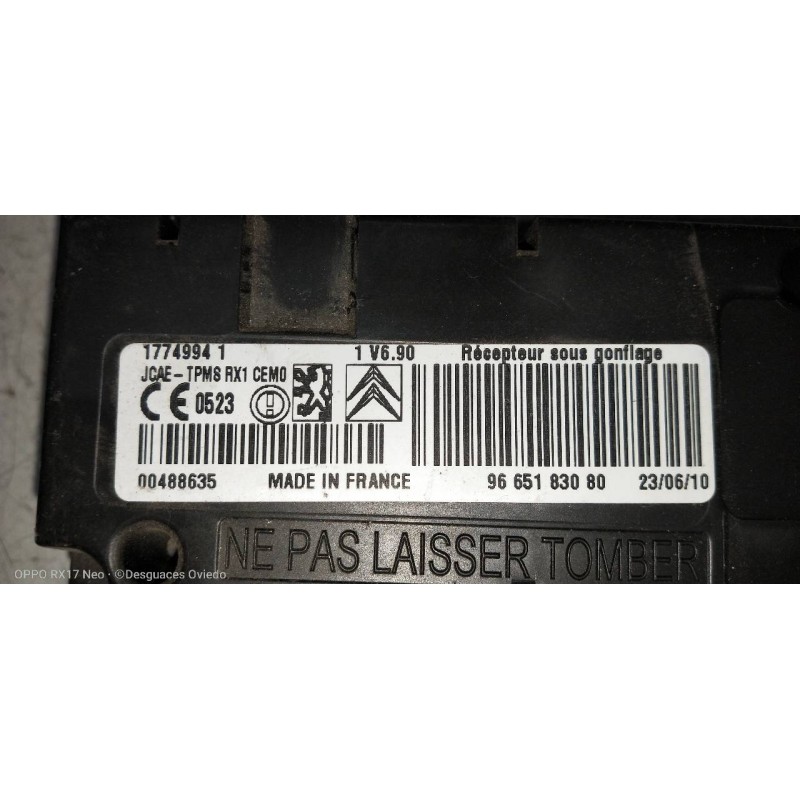 1774994 1 1 V6.90 Récepteur sous gonflage
JCAE-TPMS RX1 CEM0
CE 0523
00488635 MADE IN FRANCE 96 651 830 80 23/06/10
NE PAS LAISSER TOMBER
OPPO RX17 Neo · ©Desguaces Oviedo